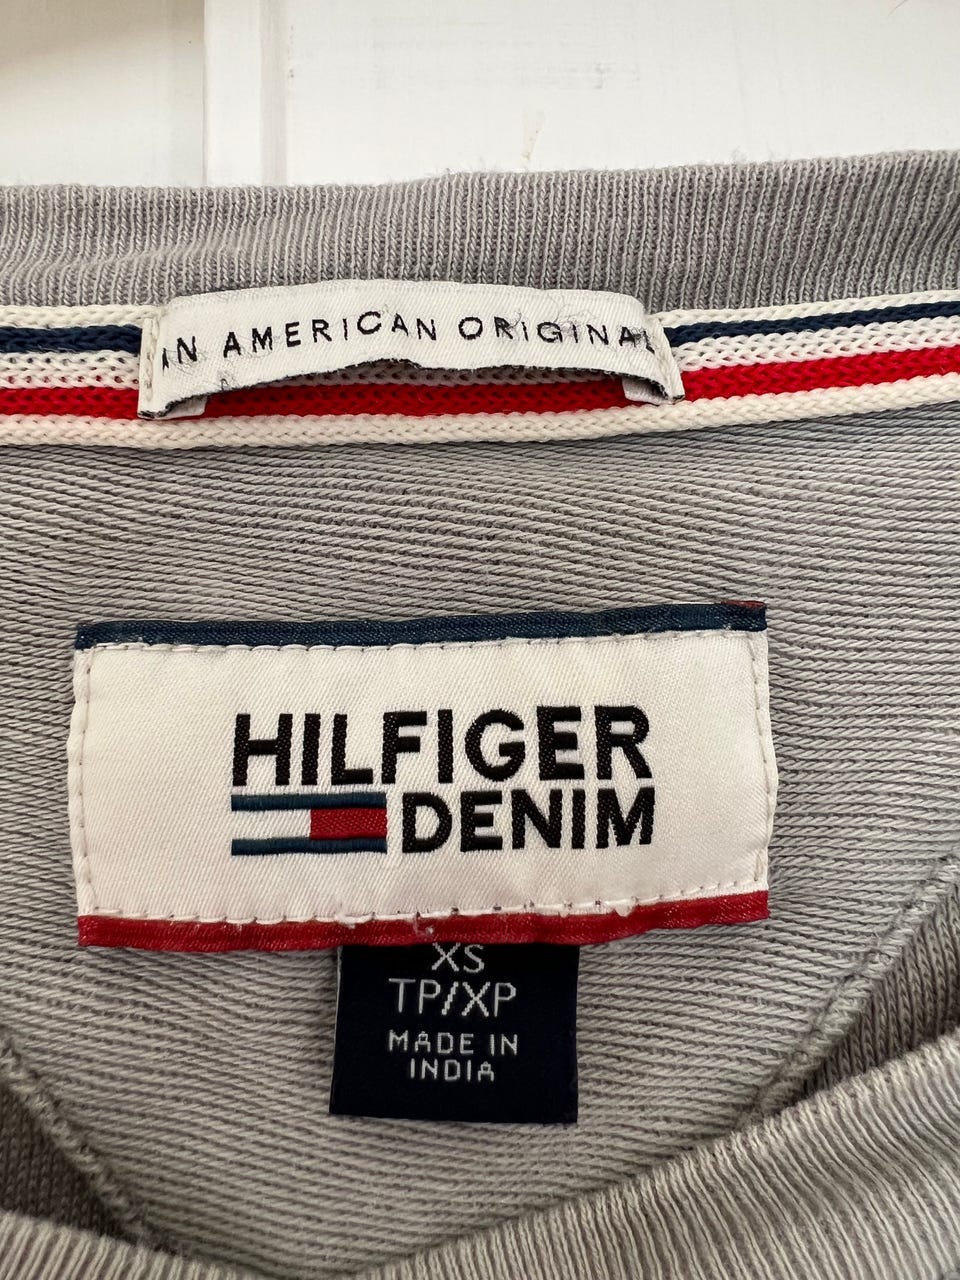 AN AMERICAN ORIGINAL
HILFIGER
DENIM
XS
TP/XP
MADE IN
INDIA